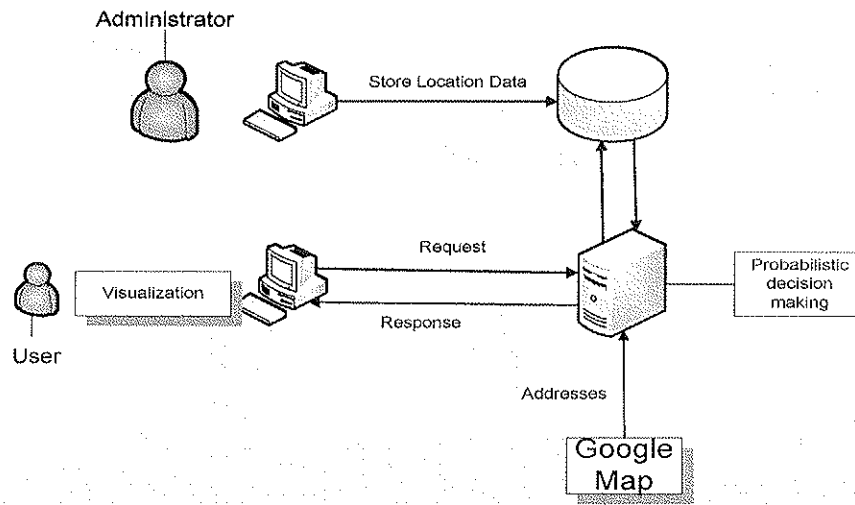 Administrator
Store Location Data
Request
Probabilistic
decision
making
Visualization
Response
User
Addresses
Google
Map